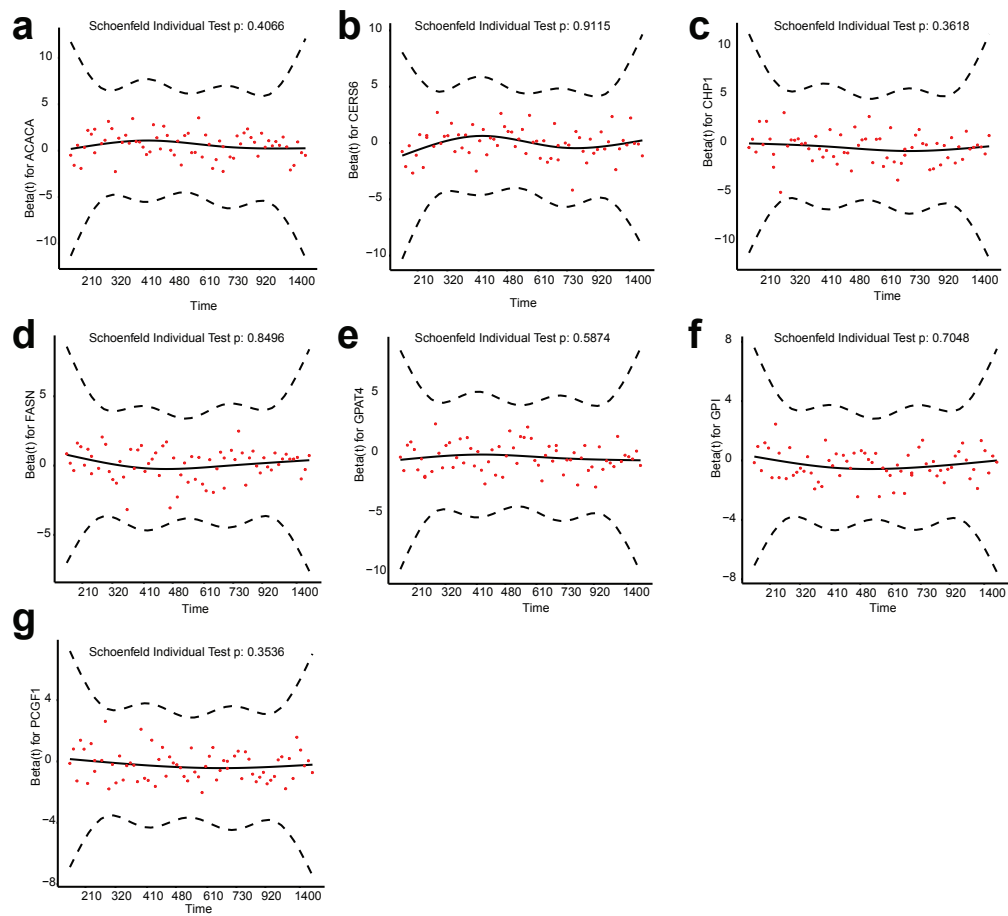 a
Schoenfeld Individual Test p: 0.4066
Beta(t) for ACACA
10
5
0
−5
−10
210 320 410 480 610 730 920 1400
Time
b
Schoenfeld Individual Test p: 0.9115
Beta(t) for CERS6
10
5
0
−5
−10
210 320 410 480 610 730 920 1400
Time
c
Schoenfeld Individual Test p: 0.3618
Beta(t) for CHP1
10
5
0
−5
−10
210 320 410 480 610 730 920 1400
Time
d
Schoenfeld Individual Test p: 0.8496
Beta(t) for FASN
5
0
−5
210 320 410 480 610 730 920 1400
Time
e
Schoenfeld Individual Test p: 0.5874
Beta(t) for GPAT4
5
0
−5
−10
210 320 410 480 610 730 920 1400
Time
f
Schoenfeld Individual Test p: 0.7048
Beta(t) for GPI
8
4
0
−4
−8
210 320 410 480 610 730 920 1400
Time
g
Schoenfeld Individual Test p: 0.3536
Beta(t) for PCGF1
4
0
−4
−8
210 320 410 480 610 730 920 1400
Time